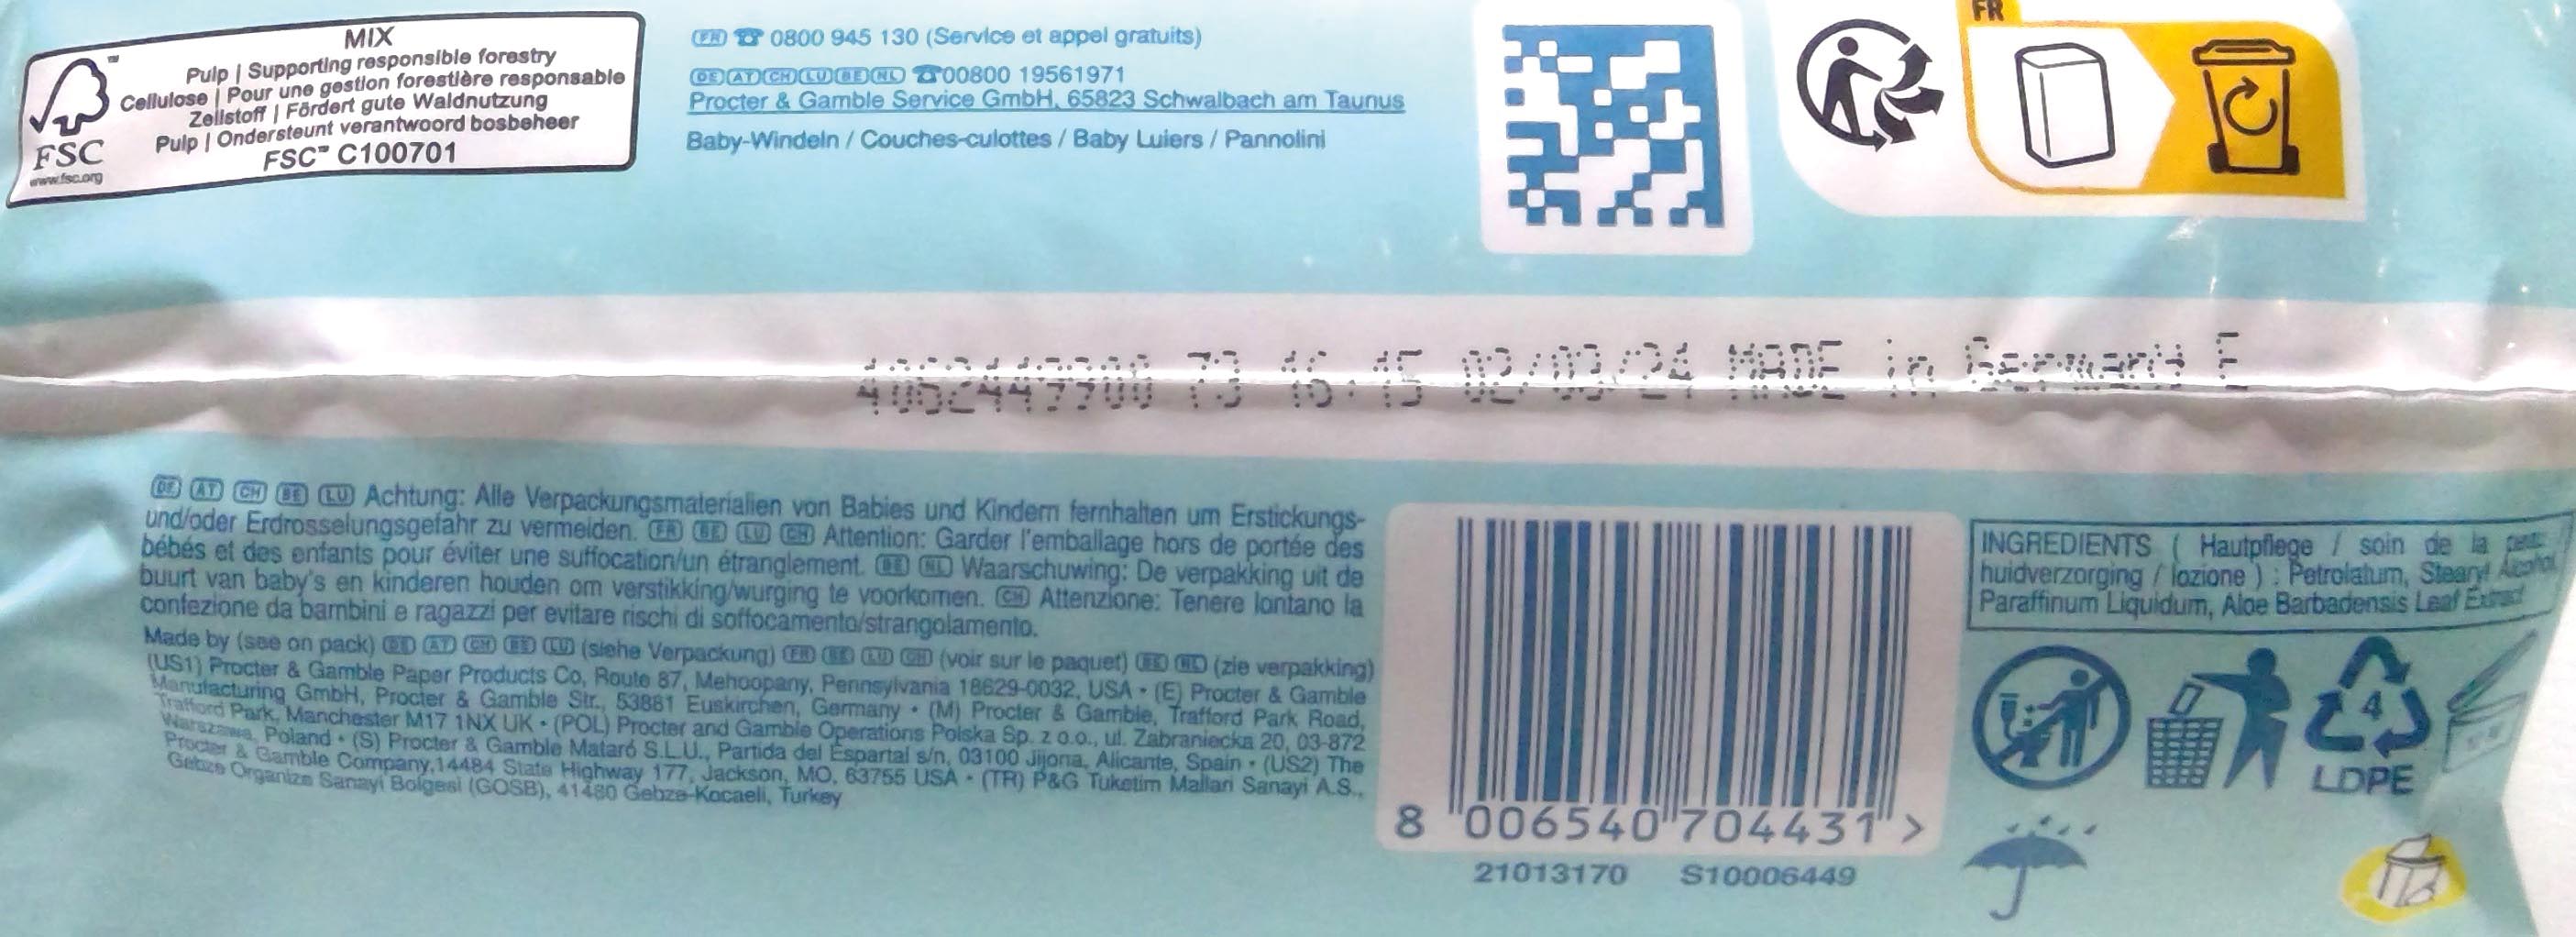 MIX
Pulp | Supporting responsible forestry
Cellulose | Pour une gestion forestière responsable
Zellstoff | Fördert gute Waldnutzung
Pulp | Ondersteunt verantwoord bosbeheer
FSC™ C100701
FSC
www.fsc.org
FR ☎ 0800 945 130 (Service et appel gratuits)
DE AT CH LU BE NL ☎00800 19561971
Procter & Gamble Service GmbH, 65823 Schwalbach am Taunus
Baby-Windeln / Couches-culottes / Baby Luiers / Pannolini
FR
73 16:15 02/03/24 MADE in Germany E
DE AT CH BE LU Achtung: Alle Verpackungsmaterialien von Babies und Kindern fernhalten um Erstickungs-
und/oder Erdrosselungsgefahr zu vermeiden. FR BE LU CH Attention: Garder l'emballage hors de portée des
bébés et des enfants pour éviter une suffocation/un étranglement. BE NL Waarschuwing: De verpakking uit de
buurt van baby's en kinderen houden om verstikking/wurging te voorkomen. CH Attenzione: Tenere lontano la
confezione da bambini e ragazzi per evitare rischi di soffocamento/strangolamento.
Made by (see on pack) DE AT CH BE LU (siehe Verpackung) FR BE LU CH (voir sur le paquet) BE NL (zie verpakking)
(US1) Procter & Gamble Paper Products Co, Route 87, Mehoopany, Pennsylvania 18629-0032, USA • (E) Procter & Gamble
Manufacturing GmbH, Procter & Gamble Str., 53881 Euskirchen, Germany • (M) Procter & Gamble, Trafford Park Road,
Trafford Park, Manchester M17 1NX UK • (POL) Procter and Gamble Operations Polska Sp. z o.o., ul. Zabraniecka 20, 03-872
Warszawa, Poland • (S) Procter & Gamble Mataró S.L.U., Partida del Espartal s/n, 03100 Jijona, Alicante, Spain • (US2) The
Procter & Gamble Company,14484 State Highway 177, Jackson, MO, 63755 USA • (TR) P&G Tuketim Mallari Sanayi A.S.,
Gebze Organize Sanayi Bolgesi (GOSB), 41480 Gebze-Kocaeli, Turkey
8 006540 704431 >
21013170 S10006449
INGREDIENTS ( Hautpflege / soin de la peau
huidverzorging / lozione ) : Petrolatum, Stearyl Alcohol
Paraffinum Liquidum, Aloe Barbadensis Leaf Extract
4
LDPE